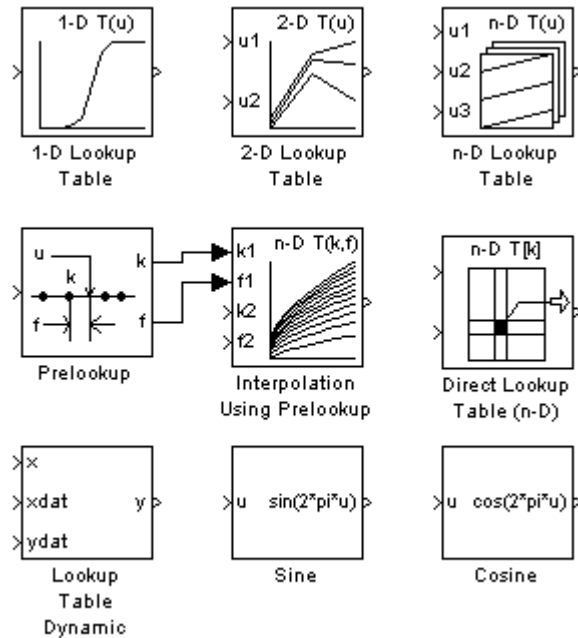 1-D T(u)
1-D Lookup
Table
2-D T(u)
u1
u2
2-D Lookup
Table
n-D T(u)
u1
u2
u3
n-D Lookup
Table
u
k
f
k
f
Prelookup
n-D T(k,f)
k1
f1
k2
f2
Interpolation
Using Prelookup
n-D T[k]
Direct Lookup
Table (n-D)
x
xdat
ydat
y
Lookup
Table
Dynamic
u
sin(2*pi*u)
Sine
u
cos(2*pi*u)
Cosine